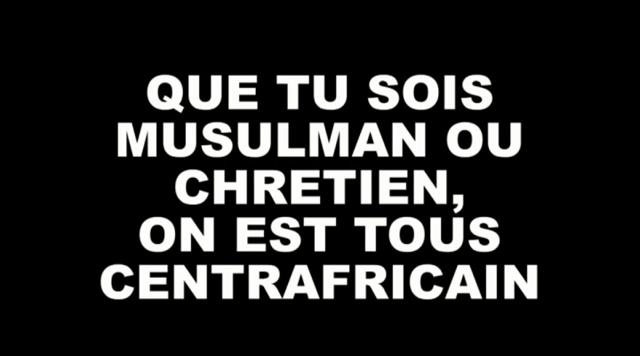 QUE TU SOIS
MUSULMAN OU
CHRETIEN,
ON EST TOUS
CENTRAFRICAIN